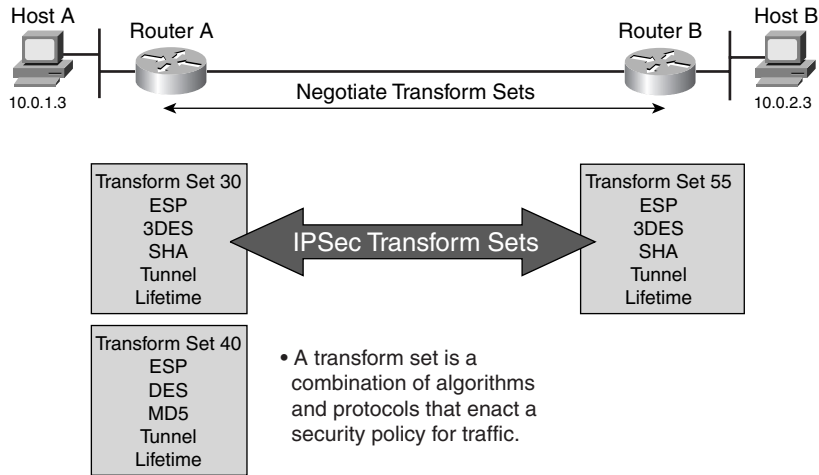 Host A
Router A
Router B
Host B
10.0.1.3
Negotiate Transform Sets
10.0.2.3
Transform Set 30
ESP
3DES
SHA
Tunnel
Lifetime
IPSec Transform Sets
Transform Set 55
ESP
3DES
SHA
Tunnel
Lifetime
Transform Set 40
ESP
DES
MD5
Tunnel
Lifetime
• A transform set is a
combination of algorithms
and protocols that enact a
security policy for traffic.